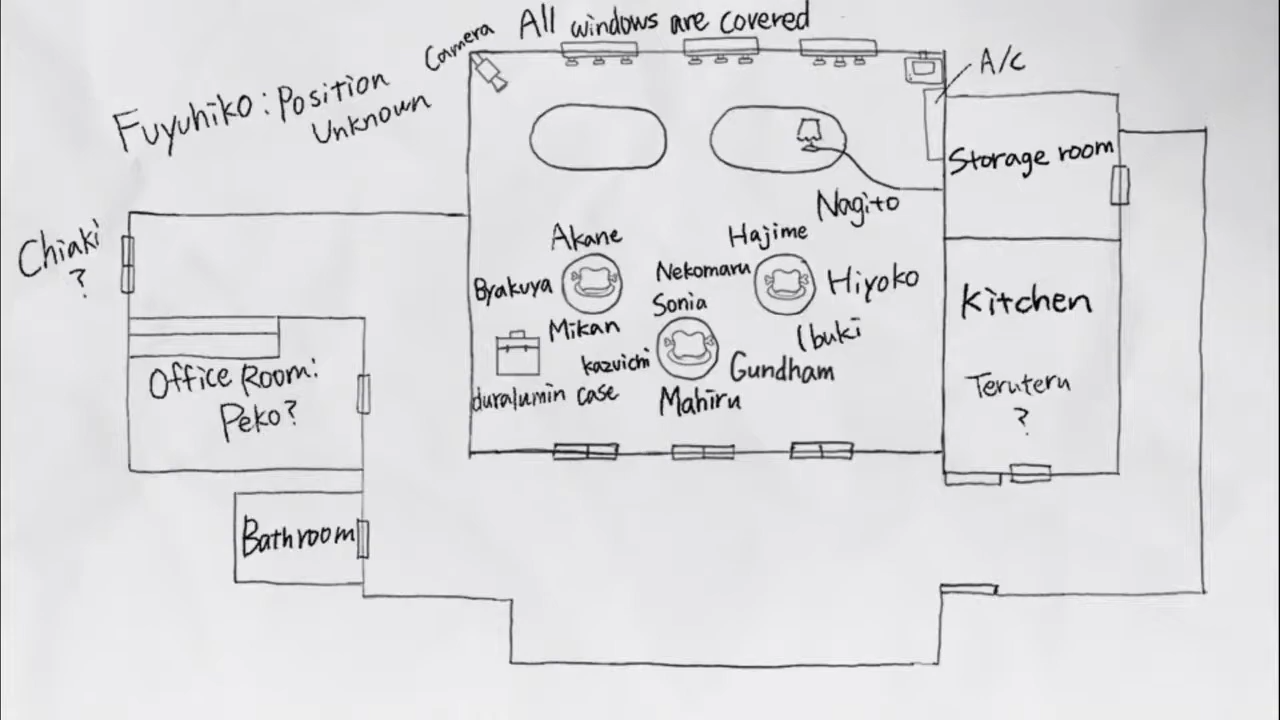 All windows are covered
Camera
A/C
Fuyuhiko: Position
Unknown
Storage room
Nagito
Chiaki
?
Akane
Hajime
Byakuya
Nekomaru
Hiyoko
Sonia
Kitchen
Mikan
Ibuki
kazuichi
Gundham
duralumin case
Mahiru
Teruteru
?
Office Room:
Peko?
Bathroom